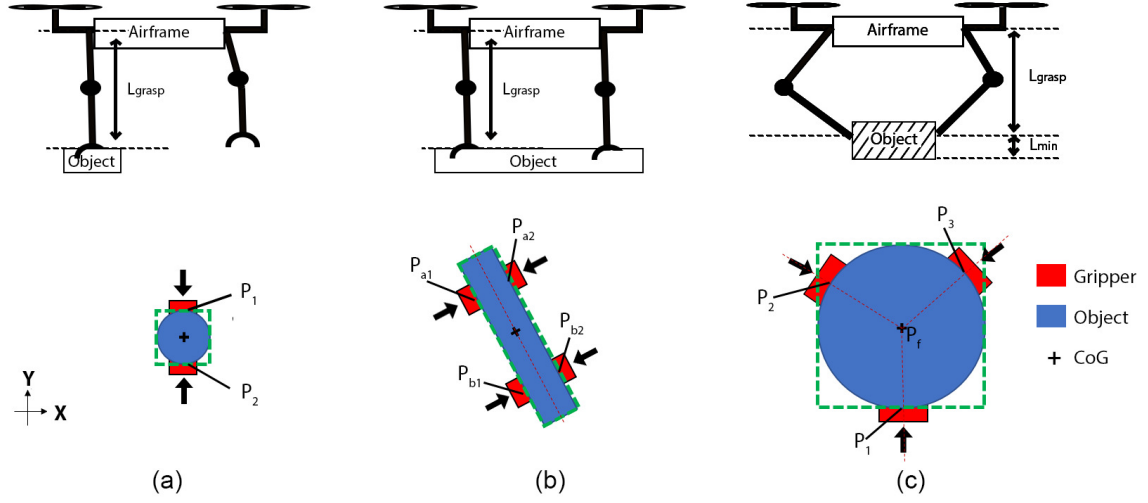 Airframe
Lgrasp
Object
Airframe
Lgrasp
Object
Airframe
Lgrasp
Object
Lmin
P1
P2
Y
X
Pa1
Pa2
Pb1
Pb2
P1
P2
P3
Pf
Gripper
Object
CoG
(a)
(b)
(c)